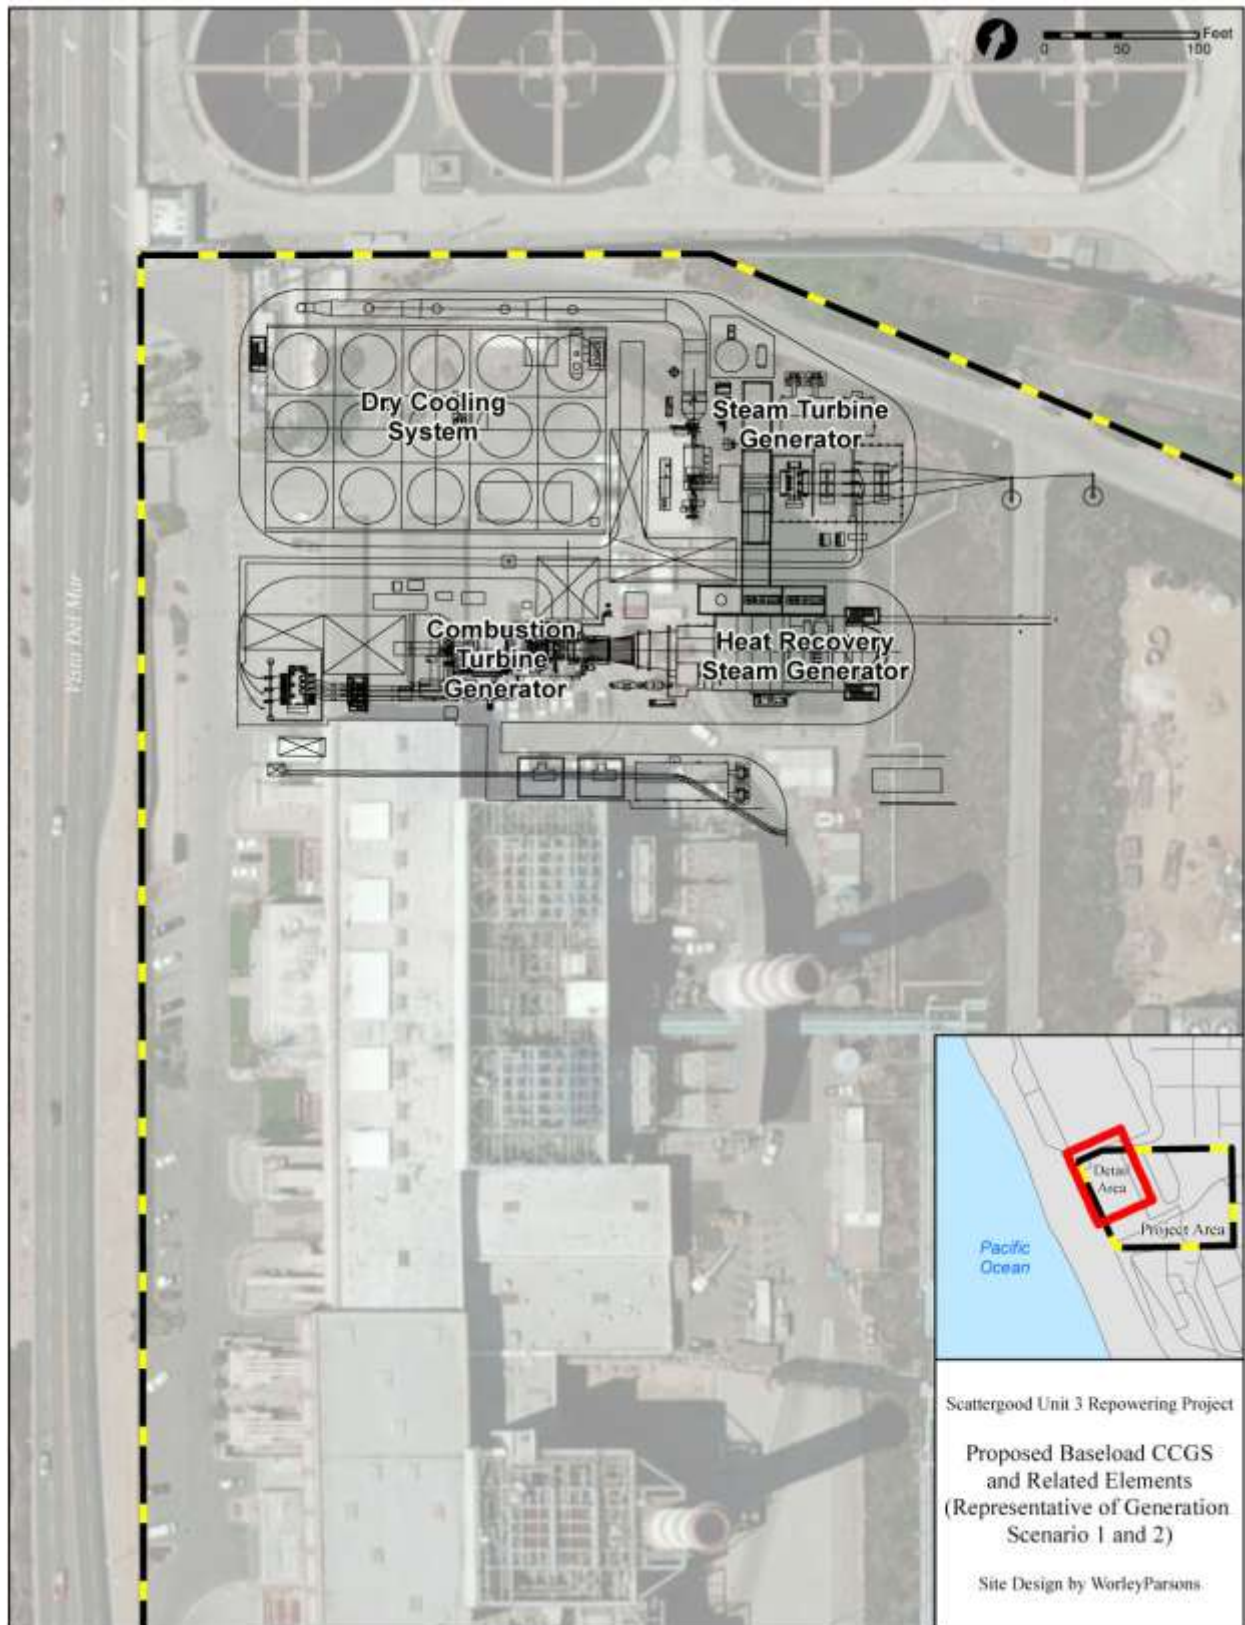 Feet
0 50 100
Dry Cooling
System
Steam Turbine
Generator
Vista Del Mar
Combustion
Turbine
Generator
Heat Recovery
Steam Generator
Detail
Area
Project Area
Pacific
Ocean
Scattergood Unit 3 Repowering Project
Proposed Baseload CCGS
and Related Elements
(Representative of Generation
Scenario 1 and 2)
Site Design by WorleyParsons